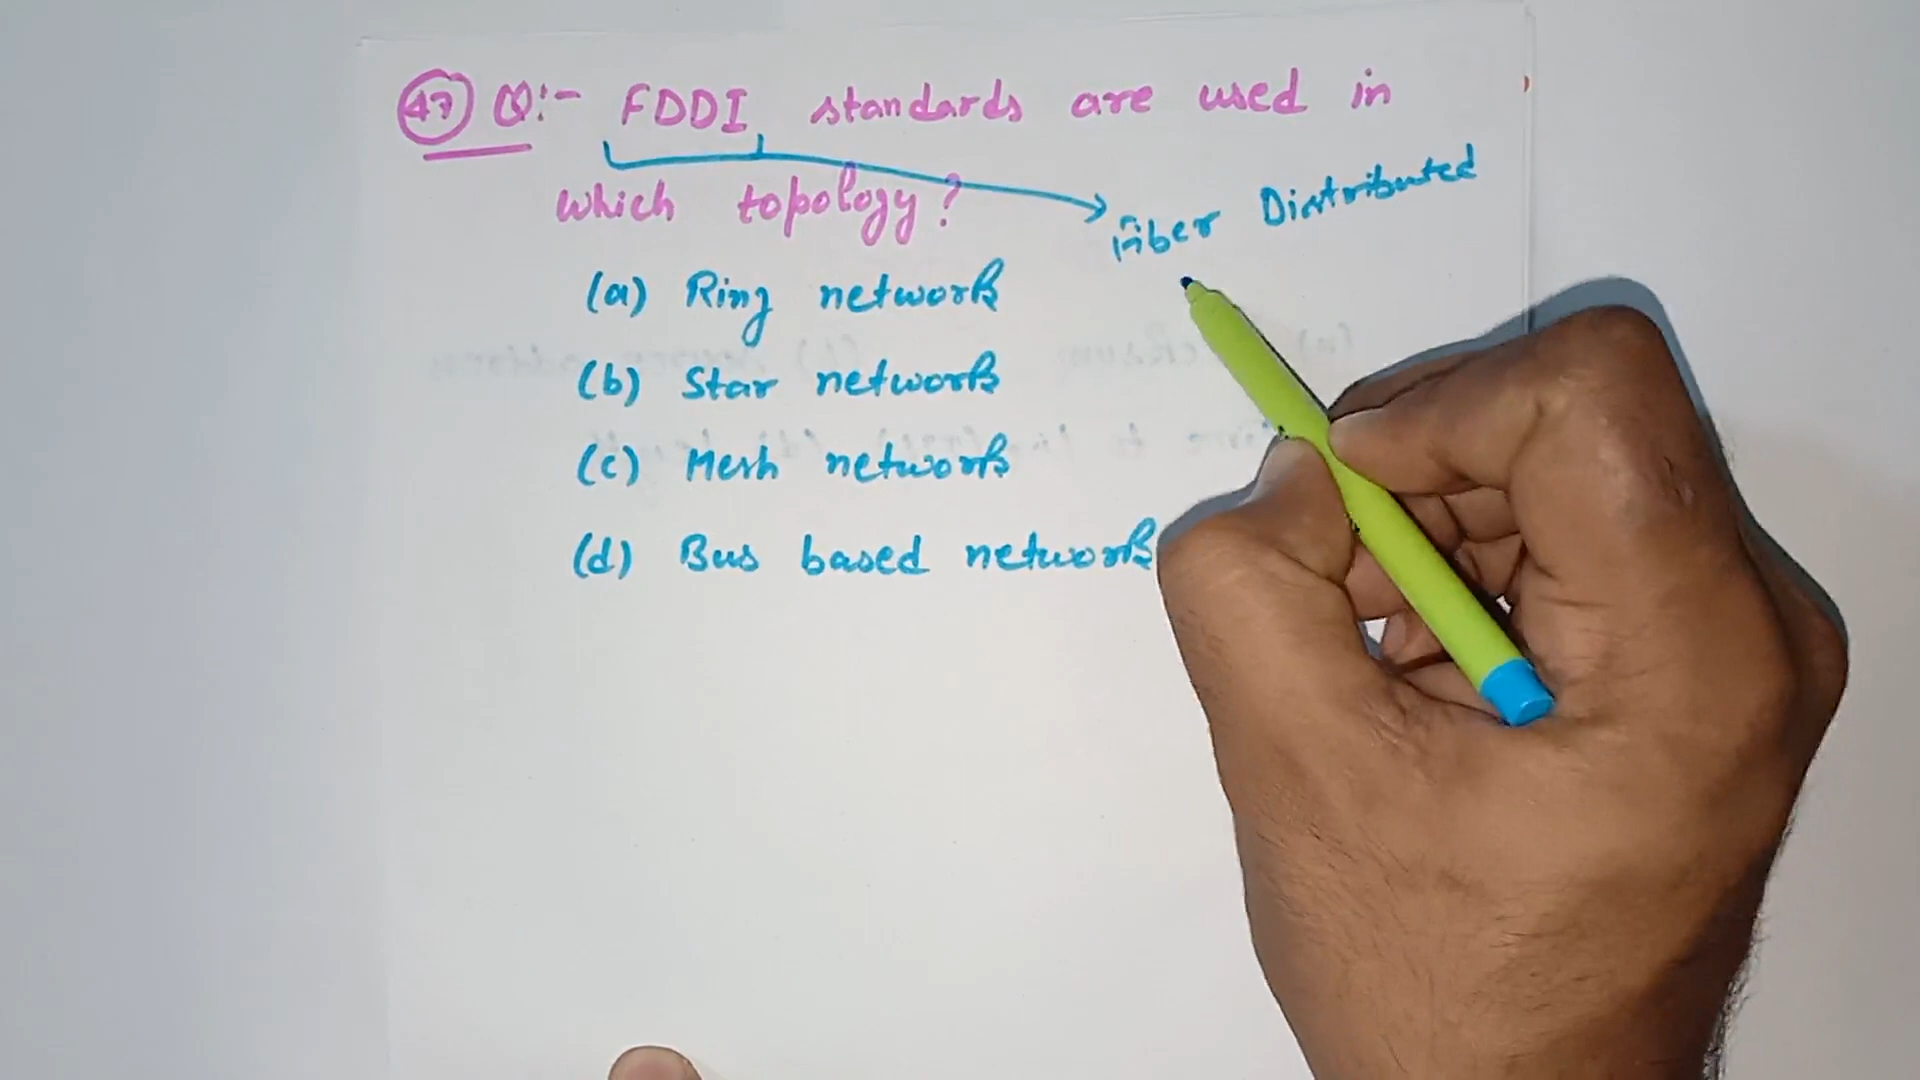 47 Q:- FDDI standards are used in
which topology?
Fiber Distributed
(a) Ring network
(b) Star network
(c) Mesh network
(d) Bus based network